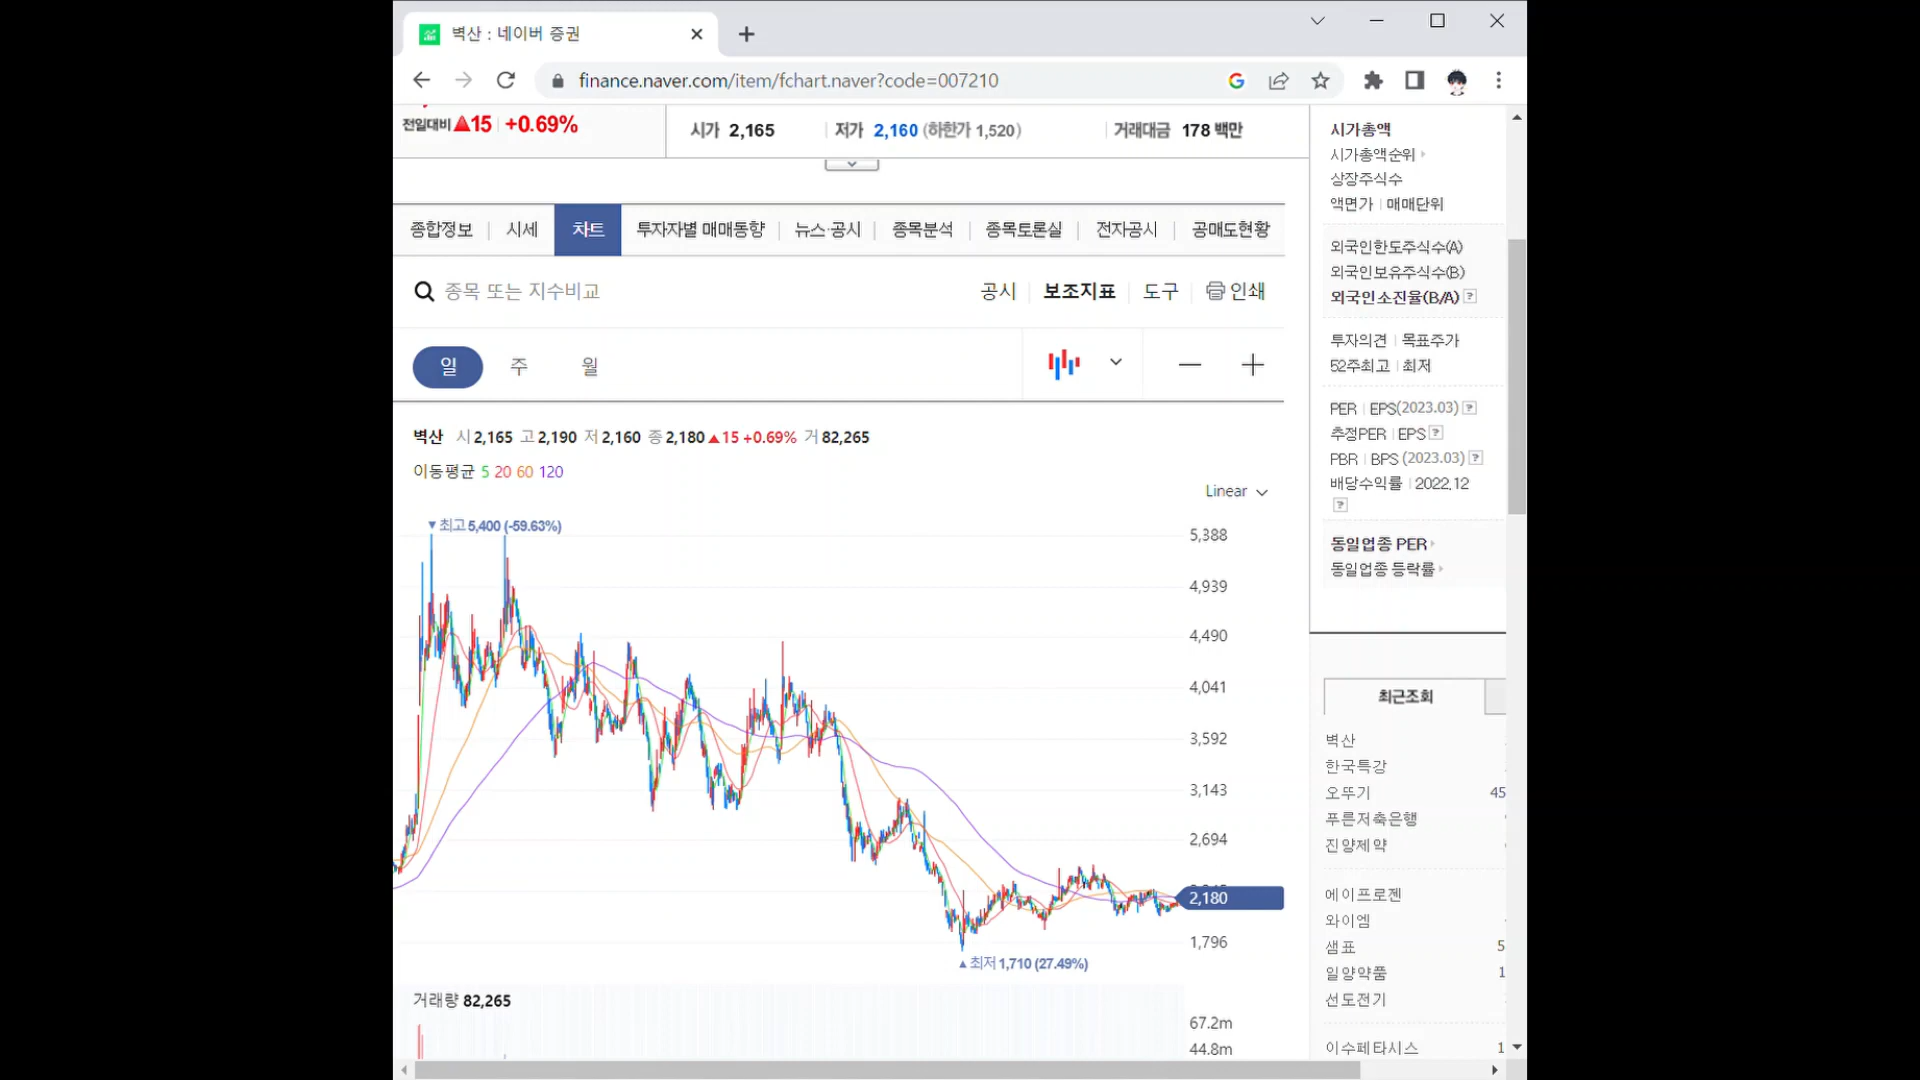 벽산 : 네이버 증권
finance.naver.com/item/fchart.naver?code=007210
전일대비 ▲15 +0.69%
시가 2,165 저가 2,160 (하한가 1,520) 거래대금 178 백만
종합정보 시세 차트 투자자별 매매동향 뉴스·공시 종목분석 종목토론실 전자공시 공매도현황
종목 또는 지수비교 공시 보조지표 도구 인쇄
일 주 월
벽산 시 2,165 고 2,190 저 2,160 종 2,180 ▲15 +0.69% 거 82,265
이동평균 5 20 60 120
Linear
▼최고 5,400 (-59.63%)
5,388
4,939
4,490
4,041
3,592
3,143
2,694
2,180
1,796
▲최저 1,710 (27.49%)
거래량 82,265
67.2m
44.8m
시가총액
시가총액순위
상장주식수
액면가 | 매매단위
외국인한도주식수(A)
외국인보유주식수(B)
외국인소진율(B/A) ?
투자의견 | 목표주가
52주최고 | 최저
PER | EPS(2023.03) ?
추정PER | EPS ?
PBR | BPS (2023.03) ?
배당수익률 | 2022.12
?
동일업종 PER
동일업종 등락률
최근조회
벽산
한국특강
오뚜기 45
푸른저축은행
진양제약
에이프로젠
와이엠
샘표 5
일양약품 1
선도전기
이수페타시스 1